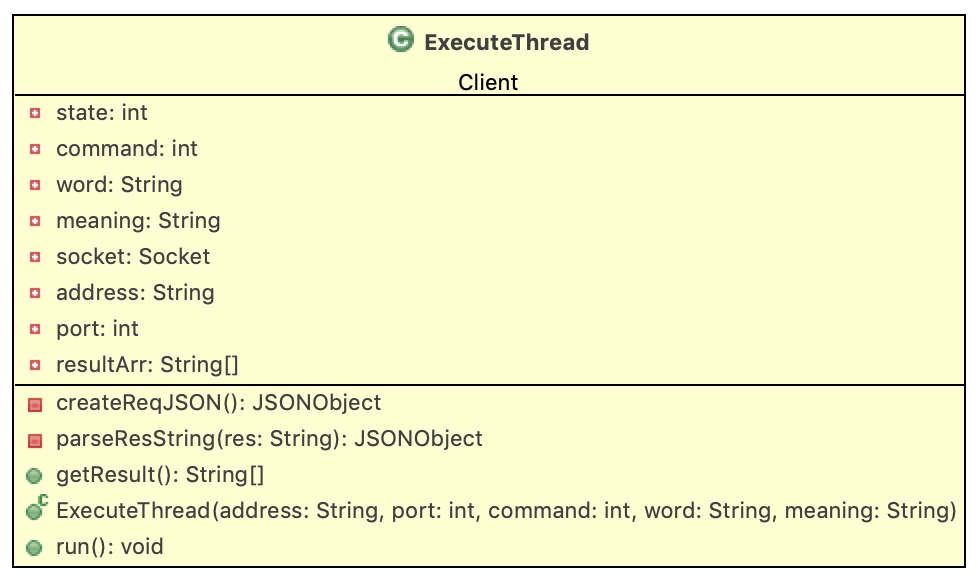 C ExecuteThread
Client
state: int
command: int
word: String
meaning: String
socket: Socket
address: String
port: int
resultArr: String[]
createReqJSON(): JSONObject
parseResString(res: String): JSONObject
getResult(): String[]
C ExecuteThread(address: String, port: int, command: int, word: String, meaning: String)
run(): void